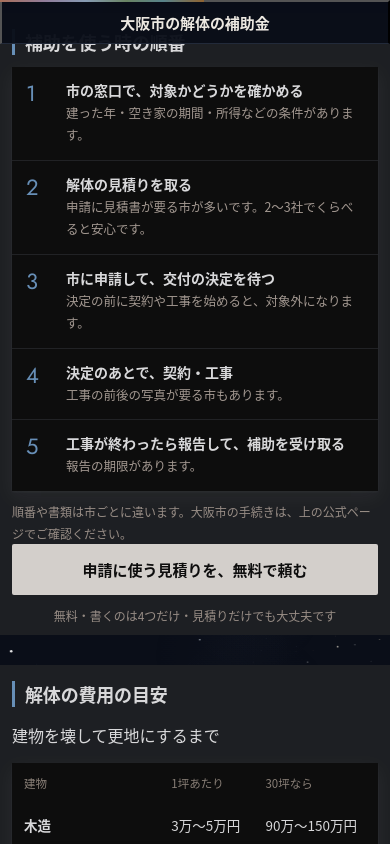 大阪市の解体の補助金
補助を使う時の順番
1
市の窓口で、対象かどうかを確かめる
建った年・空き家の期間・所得などの条件がありま
す。
2
解体の見積りを取る
申請に見積書が要る市が多いです。2〜3社でくらべ
ると安心です。
3
市に申請して、交付の決定を待つ
決定の前に契約や工事を始めると、対象外になりま
す。
4
決定のあとで、契約・工事
工事の前後の写真が要る市もあります。
5
工事が終わったら報告して、補助を受け取る
報告の期限があります。
順番や書類は市ごとに違います。大阪市の手続きは、上の公式ペー
ジでご確認ください。
申請に使う見積りを、無料で頼む
無料・書くのは4つだけ・見積りだけでも大丈夫です
解体の費用の目安
建物を壊して更地にするまで
建物 1坪あたり 30坪なら
木造 3万〜5万円 90万〜150万円